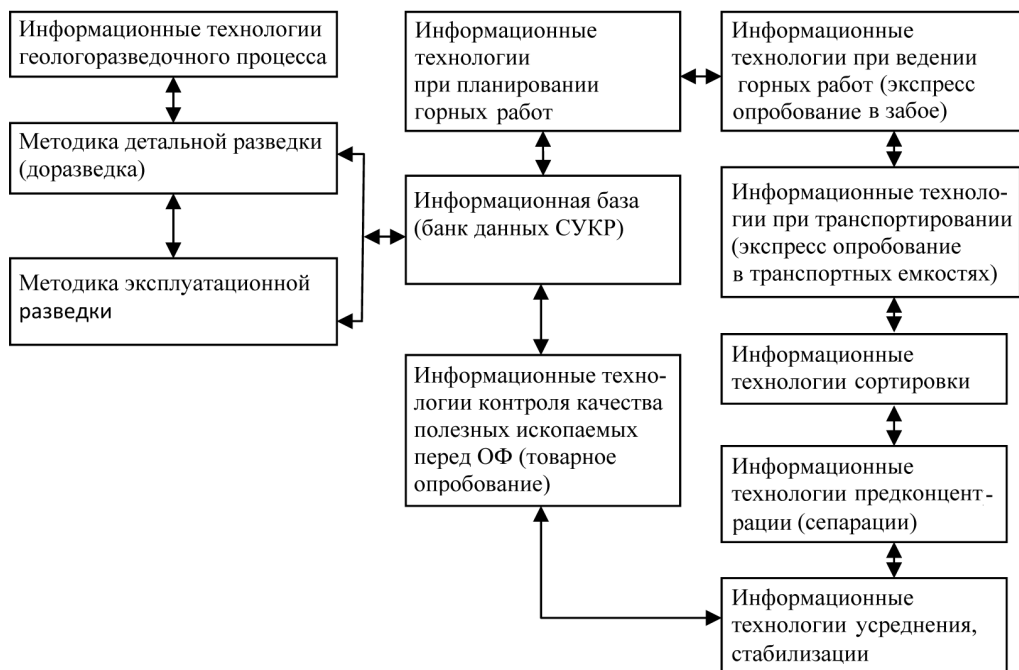 Информационные технологии
геологоразведочного процесса
Методика детальной разведки
(доразведка)
Методика эксплуатационной
разведки
Информационные
технологии
при планировании
горных работ
Информационная база
(банк данных СУКР)
Информационные техно-
логии контроля качества
полезных ископаемых
перед ОФ (товарное
опробование)
Информационные
технологии при ведении
горных работ (экспресс
опробование в забое)
Информационные техноло-
гии при транспортировании
(экспресс опробование
в транспортных емкостях)
Информационные
технологии сортировки
Информационные
технологии предконцент-
рации (сепарации)
Информационные
технологии усреднения,
стабилизации